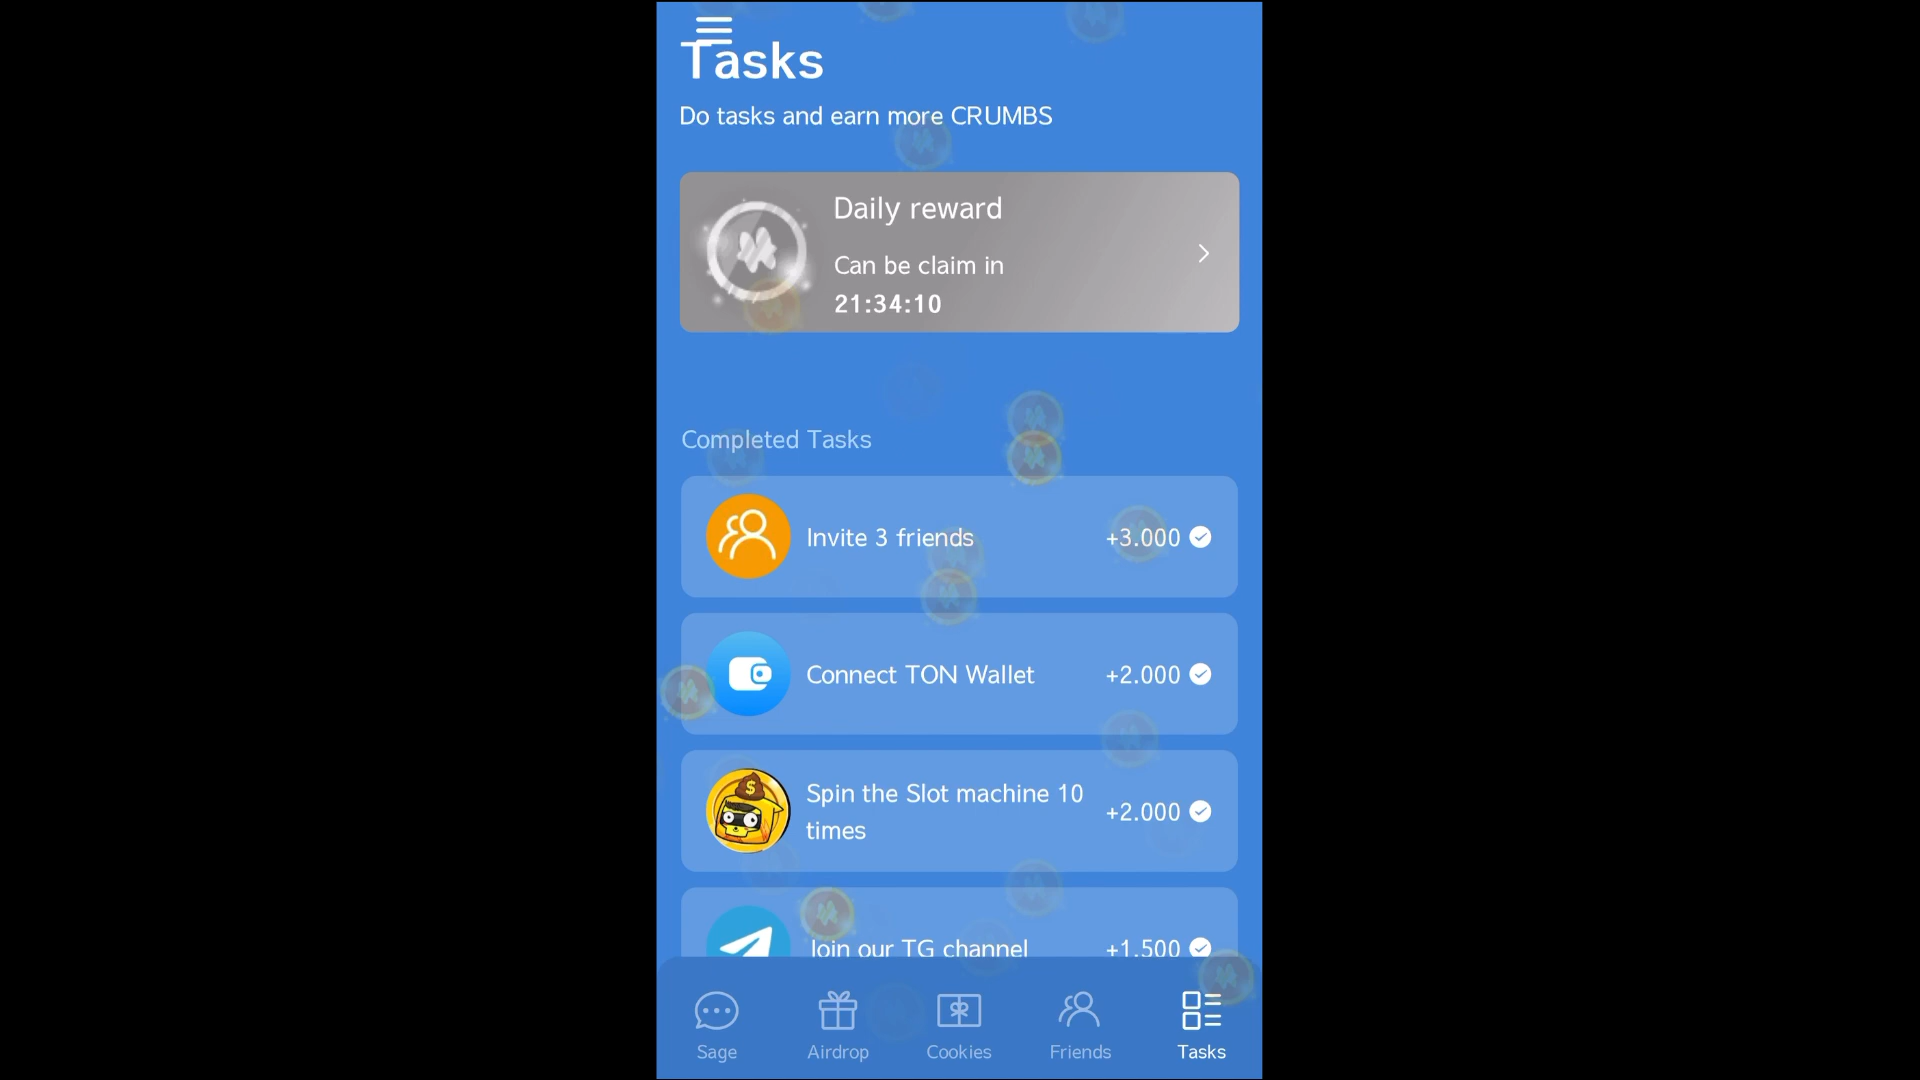 Tasks
Do tasks and earn more CRUMBS
Daily reward
Can be claim in
21:34:10
Completed Tasks
Invite 3 friends
+3.000
Connect TON Wallet
+2.000
Spin the Slot machine 10
times
+2.000
$
Join our TG channel
+1.500
Sage
Airdrop
Cookies
Friends
Tasks